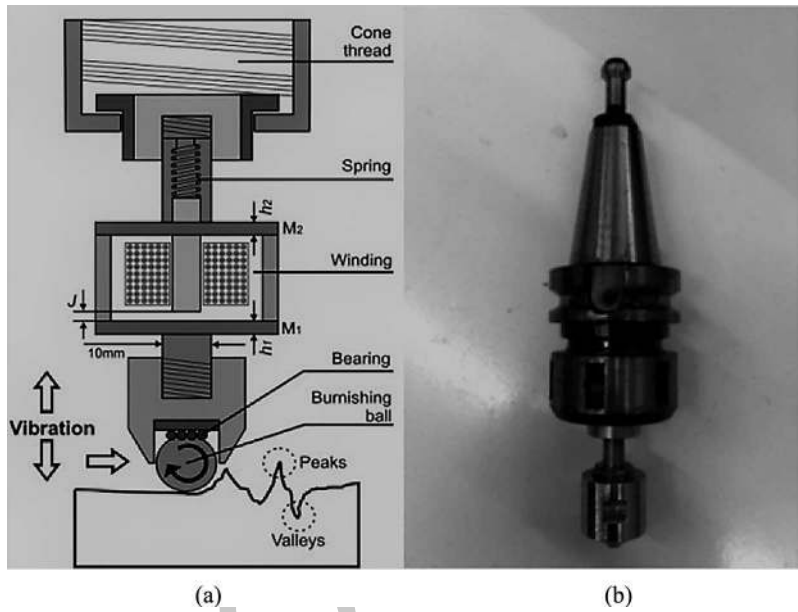 Cone
thread
Spring
h2
M2
Winding
J
M1
10mm
h1
Bearing
Burnishing
ball
Vibration
Peaks
Valleys
(a)
(b)